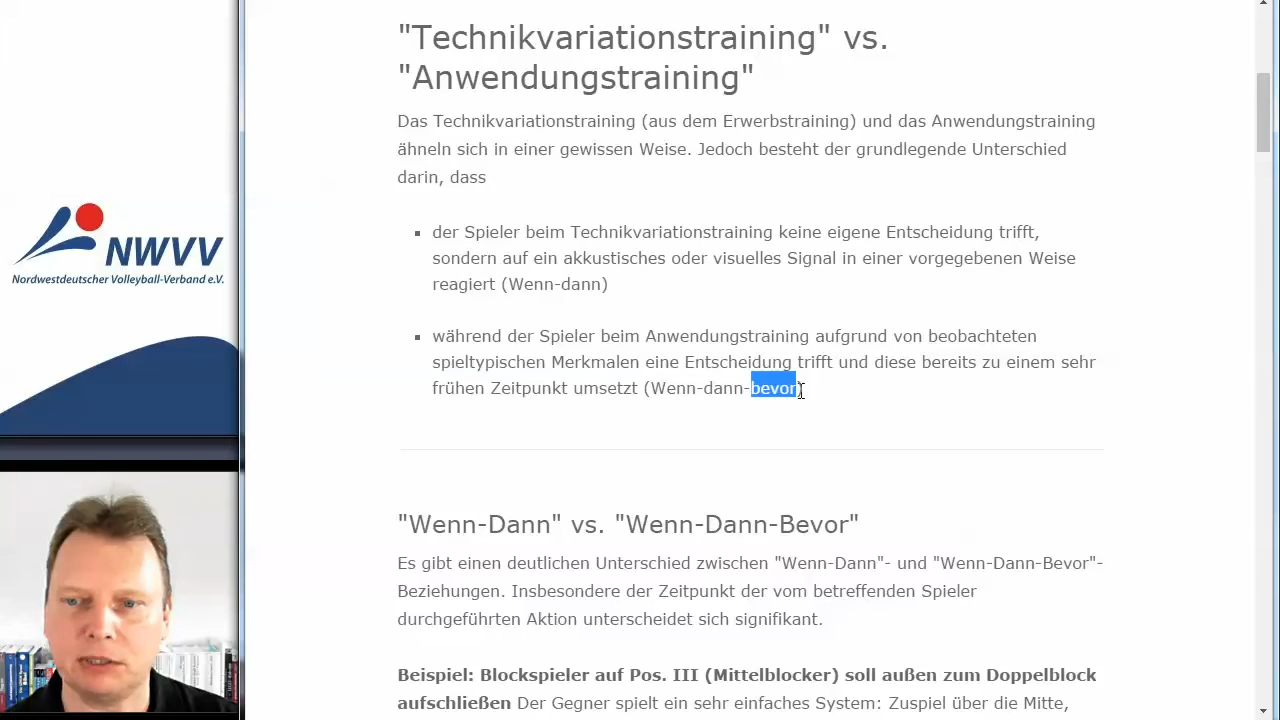 "Technikvariationstraining" vs.
"Anwendungstraining"
Das Technikvariationstraining (aus dem Erwerbstraining) und das Anwendungstraining
ähneln sich in einer gewissen Weise. Jedoch besteht der grundlegende Unterschied
darin, dass
der Spieler beim Technikvariationstraining keine eigene Entscheidung trifft,
sondern auf ein akkustisches oder visuelles Signal in einer vorgegebenen Weise
reagiert (Wenn-dann)
während der Spieler beim Anwendungstraining aufgrund von beobachteten
spieltypischen Merkmalen eine Entscheidung trifft und diese bereits zu einem sehr
frühen Zeitpunkt umsetzt (Wenn-dann-bevor)
"Wenn-Dann" vs. "Wenn-Dann-Bevor"
Es gibt einen deutlichen Unterschied zwischen "Wenn-Dann"- und "Wenn-Dann-Bevor"-
Beziehungen. Insbesondere der Zeitpunkt der vom betreffenden Spieler
durchgeführten Aktion unterscheidet sich signifikant.
Beispiel: Blockspieler auf Pos. III (Mittelblocker) soll außen zum Doppelblock
aufschließen Der Gegner spielt ein sehr einfaches System: Zuspiel über die Mitte,
NWVV
Nordwestdeutscher Volleyball-Verband e.V.